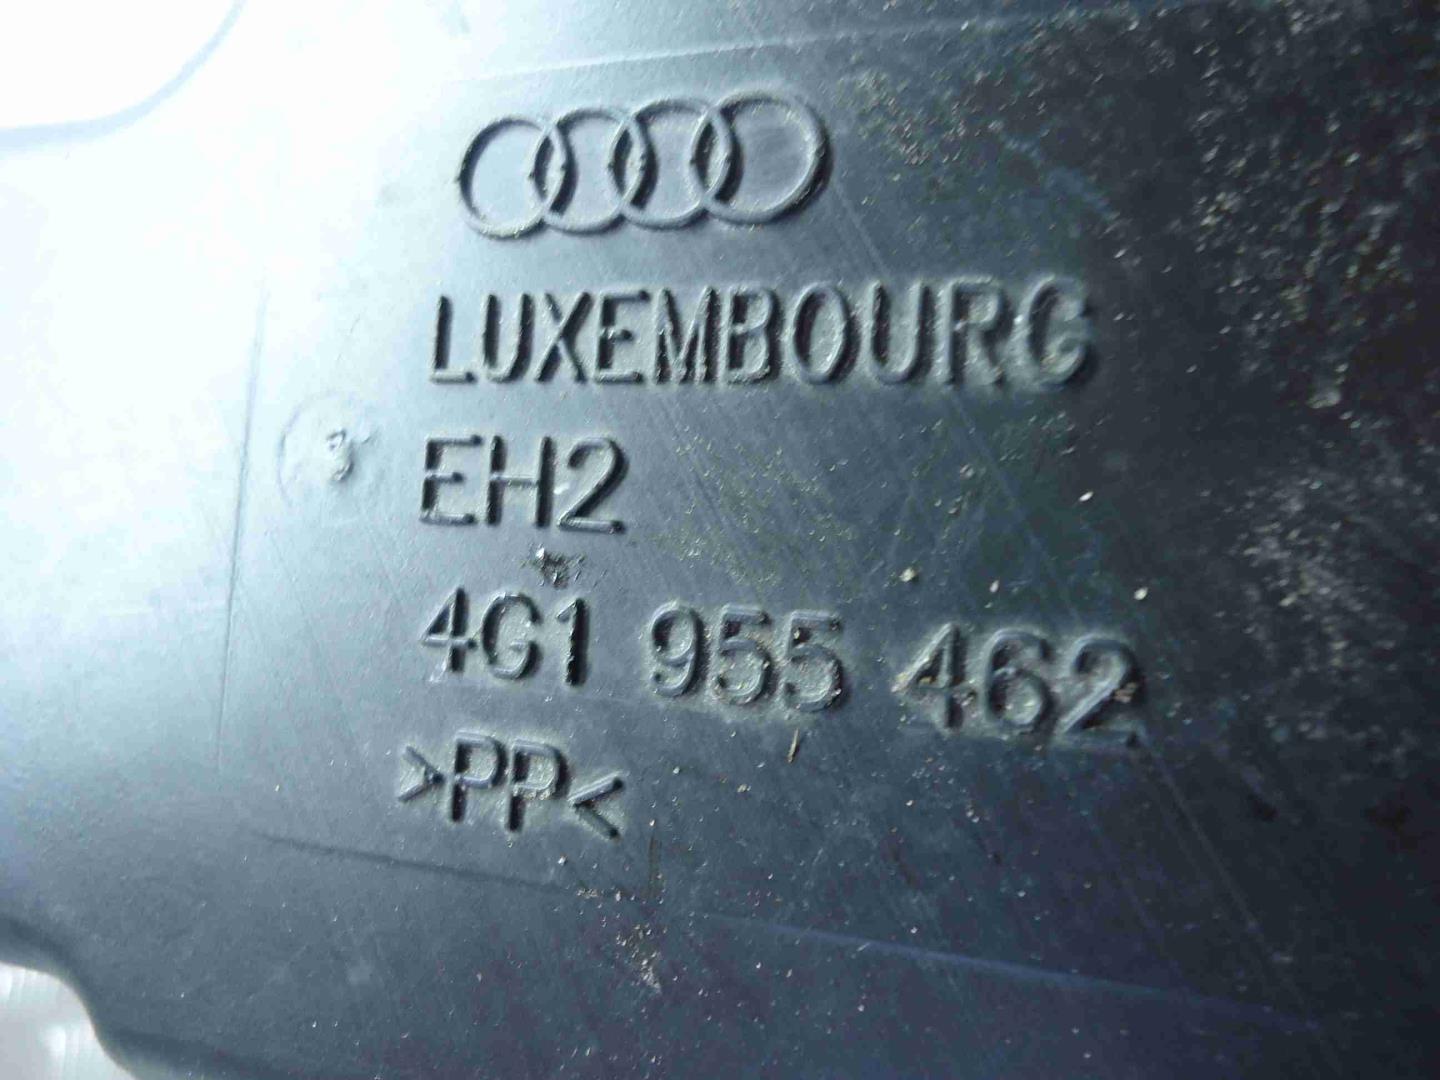 LUXEMBOURG
EH2
4G1 955 462
>PP<